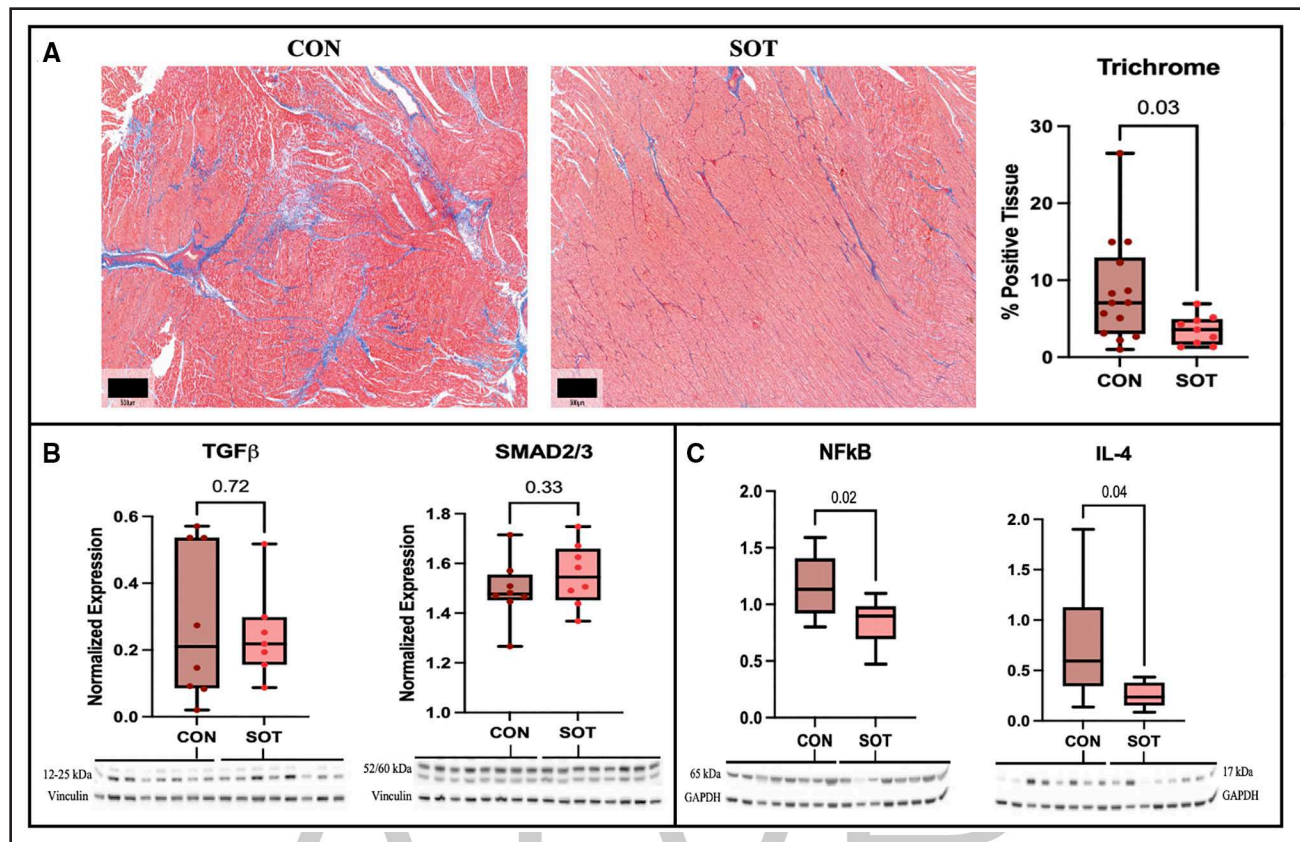 A
CON
SOT
Trichrome
0.03
% Positive Tissue
30
20
10
0
CON
SOT
500µm
500µm
B
TGFβ
0.72
Normalized Expression
0.6
0.4
0.2
0.0
CON
SOT
12-25 kDa
Vinculin
SMAD2/3
0.33
Normalized Expression
1.8
1.6
1.4
1.2
1.0
CON
SOT
52/60 kDa
Vinculin
C
NFkB
0.02
2.0
1.5
1.0
0.5
0.0
CON
SOT
65 kDa
GAPDH
IL-4
0.04
2.0
1.5
1.0
0.5
0.0
CON
SOT
17 kDa
GAPDH